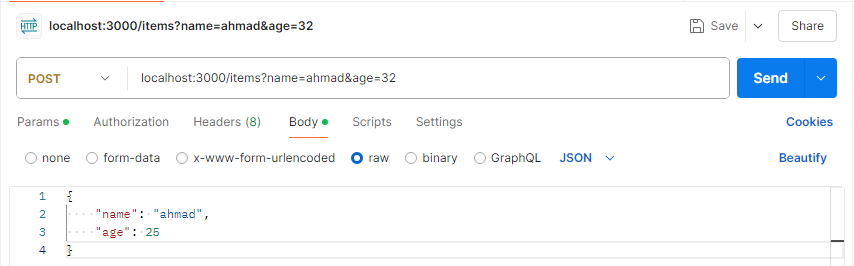 HTTP localhost:3000/items?name=ahmad&age=32 Save Share
POST localhost:3000/items?name=ahmad&age=32 Send
Params Authorization Headers (8) Body Scripts Settings Cookies
none form-data x-www-form-urlencoded raw binary GraphQL JSON Beautify
1 {
2 "name": "ahmad",
3 "age": 25
4 }